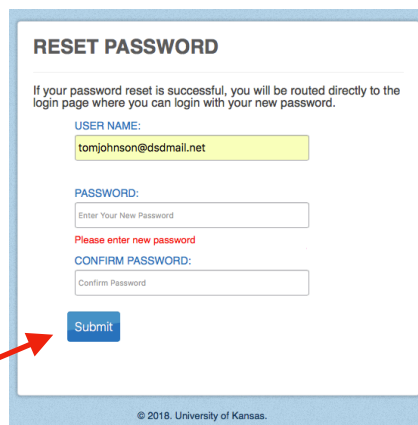 RESET PASSWORD
If your password reset is successful, you will be routed directly to the
login page where you can login with your new password.
USER NAME:
tomjohnson@dsdmail.net
PASSWORD:
Enter Your New Password
Please enter new password
CONFIRM PASSWORD:
Confirm Password
Submit
© 2018. University of Kansas.